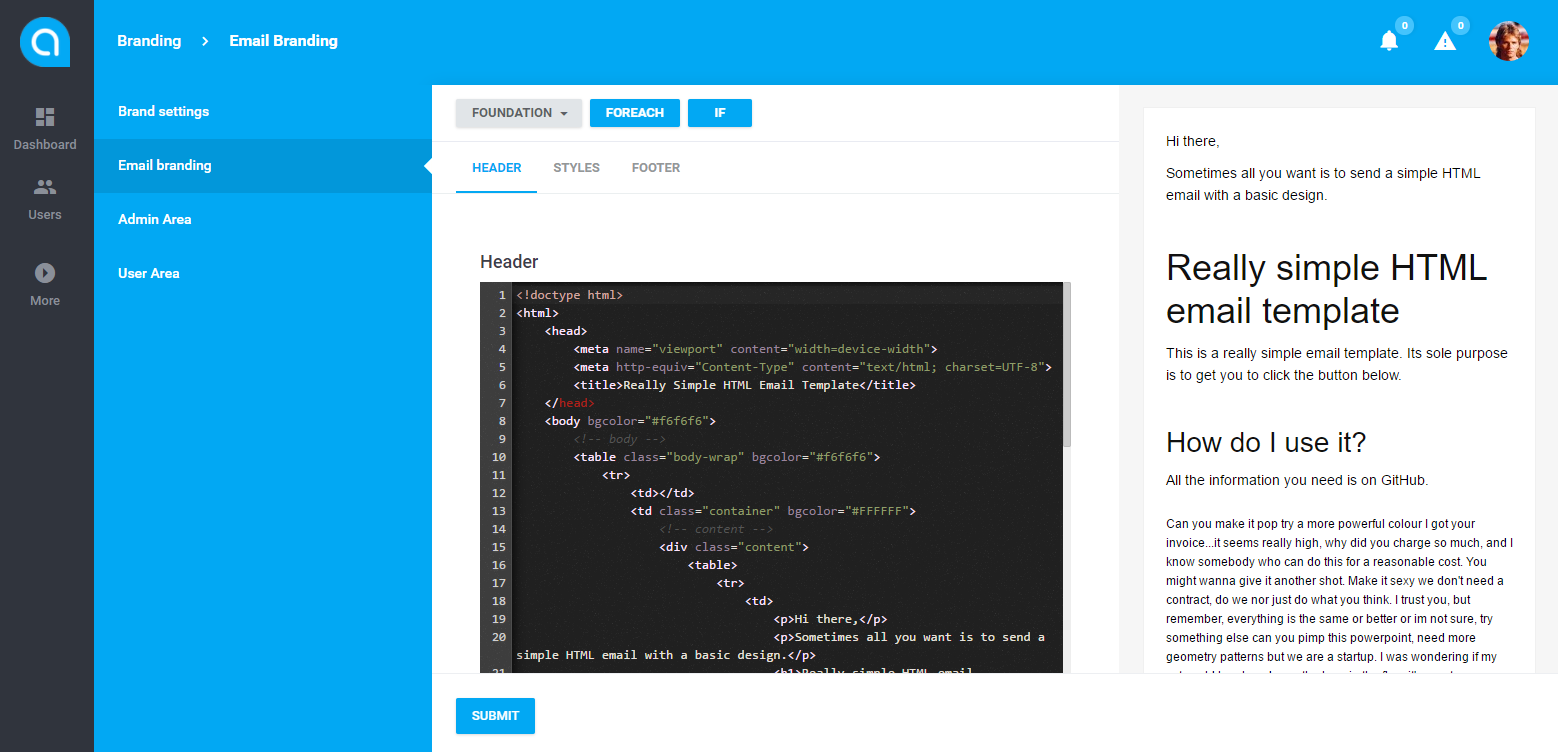 Branding > Email Branding
0
0
Dashboard
Users
More
Brand settings
Email branding
Admin Area
User Area
FOUNDATION
FOREACH
IF
HEADER
STYLES
FOOTER
Header
1 <!doctype html>
2 <html>
3 <head>
4 <meta name="viewport" content="width=device-width">
5 <meta http-equiv="Content-Type" content="text/html; charset=UTF-8">
6 <title>Really Simple HTML Email Template</title>
7 </head>
8 <body bgcolor="#f6f6f6">
9 <!-- body -->
10 <table class="body-wrap" bgcolor="#f6f6f6">
11 <tr>
12 <td></td>
13 <td class="container" bgcolor="#FFFFFF">
14 <!-- content -->
15 <div class="content">
16 <table>
17 <tr>
18 <td>
19 <p>Hi there,</p>
20 <p>Sometimes all you want is to send a
simple HTML email with a basic design.</p>
21 <h1>Really simple HTML email
SUBMIT
Hi there,
Sometimes all you want is to send a simple HTML
email with a basic design.
Really simple HTML
email template
This is a really simple email template. Its sole purpose
is to get you to click the button below.
How do I use it?
All the information you need is on GitHub.
Can you make it pop try a more powerful colour I got your
invoice...it seems really high, why did you charge so much, and I
know somebody who can do this for a reasonable cost. You
might wanna give it another shot. Make it sexy we don't need a
contract, do we nor just do what you think. I trust you, but
remember, everything is the same or better or im not sure, try
something else can you pimp this powerpoint, need more
geometry patterns but we are a startup. I was wondering if my